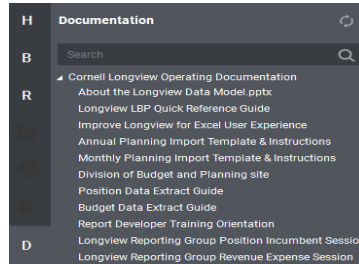 H
Documentation
B
Search
Cornell Longview Operating Documentation
R
About the Longview Data Model.pptx
Longview LBP Quick Reference Guide
Improve Longview for Excel User Experience
Annual Planning Import Template & Instructions
Monthly Planning Import Template & Instructions
Division of Budget and Planning site
Position Data Extract Guide
Budget Data Extract Guide
Report Developer Training Orientation
D
Longview Reporting Group Position Incumbent Sessio
Longview Reporting Group Revenue Expense Session